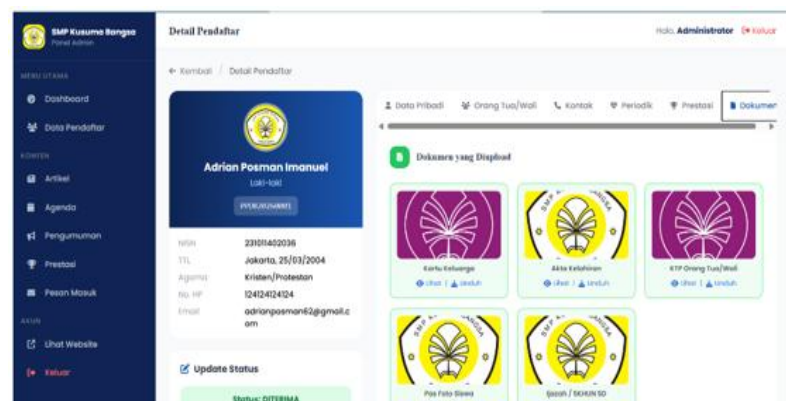 SMP Kusuma Bangsa
Panel Admin
MENU UTAMA
Dashboard
Data Pendaftar
KONTEN
Artikel
Agenda
Pengumuman
Prestasi
Pesan Masuk
AKUN
Lihat Website
Keluar
Detail Pendaftar
Halo, Administrator Keluar
← Kembali / Detail Pendaftar
Adrian Posman Imanuel
Laki-laki
NISN 231011402036
TTL Jakarta, 25/03/2004
Agama Kristen/Protestan
No. HP 124124124124
Email adrianposman62@gmail.c
om
Update Status
Status: DITERIMA
Data Pribadi Orang Tua/Wali Kontak Periodik Prestasi Dokumen
Dokumen yang Diupload
Kartu Keluarga
Lihat | Unduh
Akta Kelahiran
Lihat | Unduh
KTP Orang Tua/Wali
Lihat | Unduh
Pas Foto Siswa
Ijazah / SKHUN SD